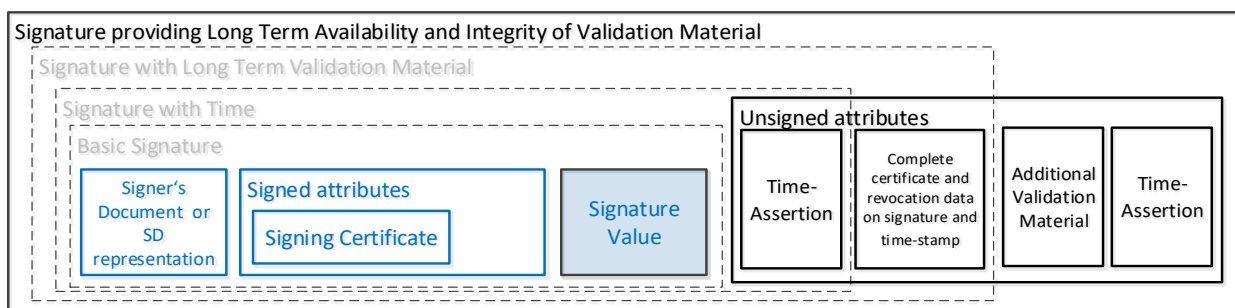 Signature providing Long Term Availability and Integrity of Validation Material
Signature with Long Term Validation Material
Signature with Time
Basic Signature
Signer‘s
Document or
SD
representation
Signed attributes
Signing Certificate
Signature
Value
Unsigned attributes
Time-
Assertion
Complete
certificate and
revocation data
on signature and
time-stamp
Additional
Validation
Material
Time-
Assertion